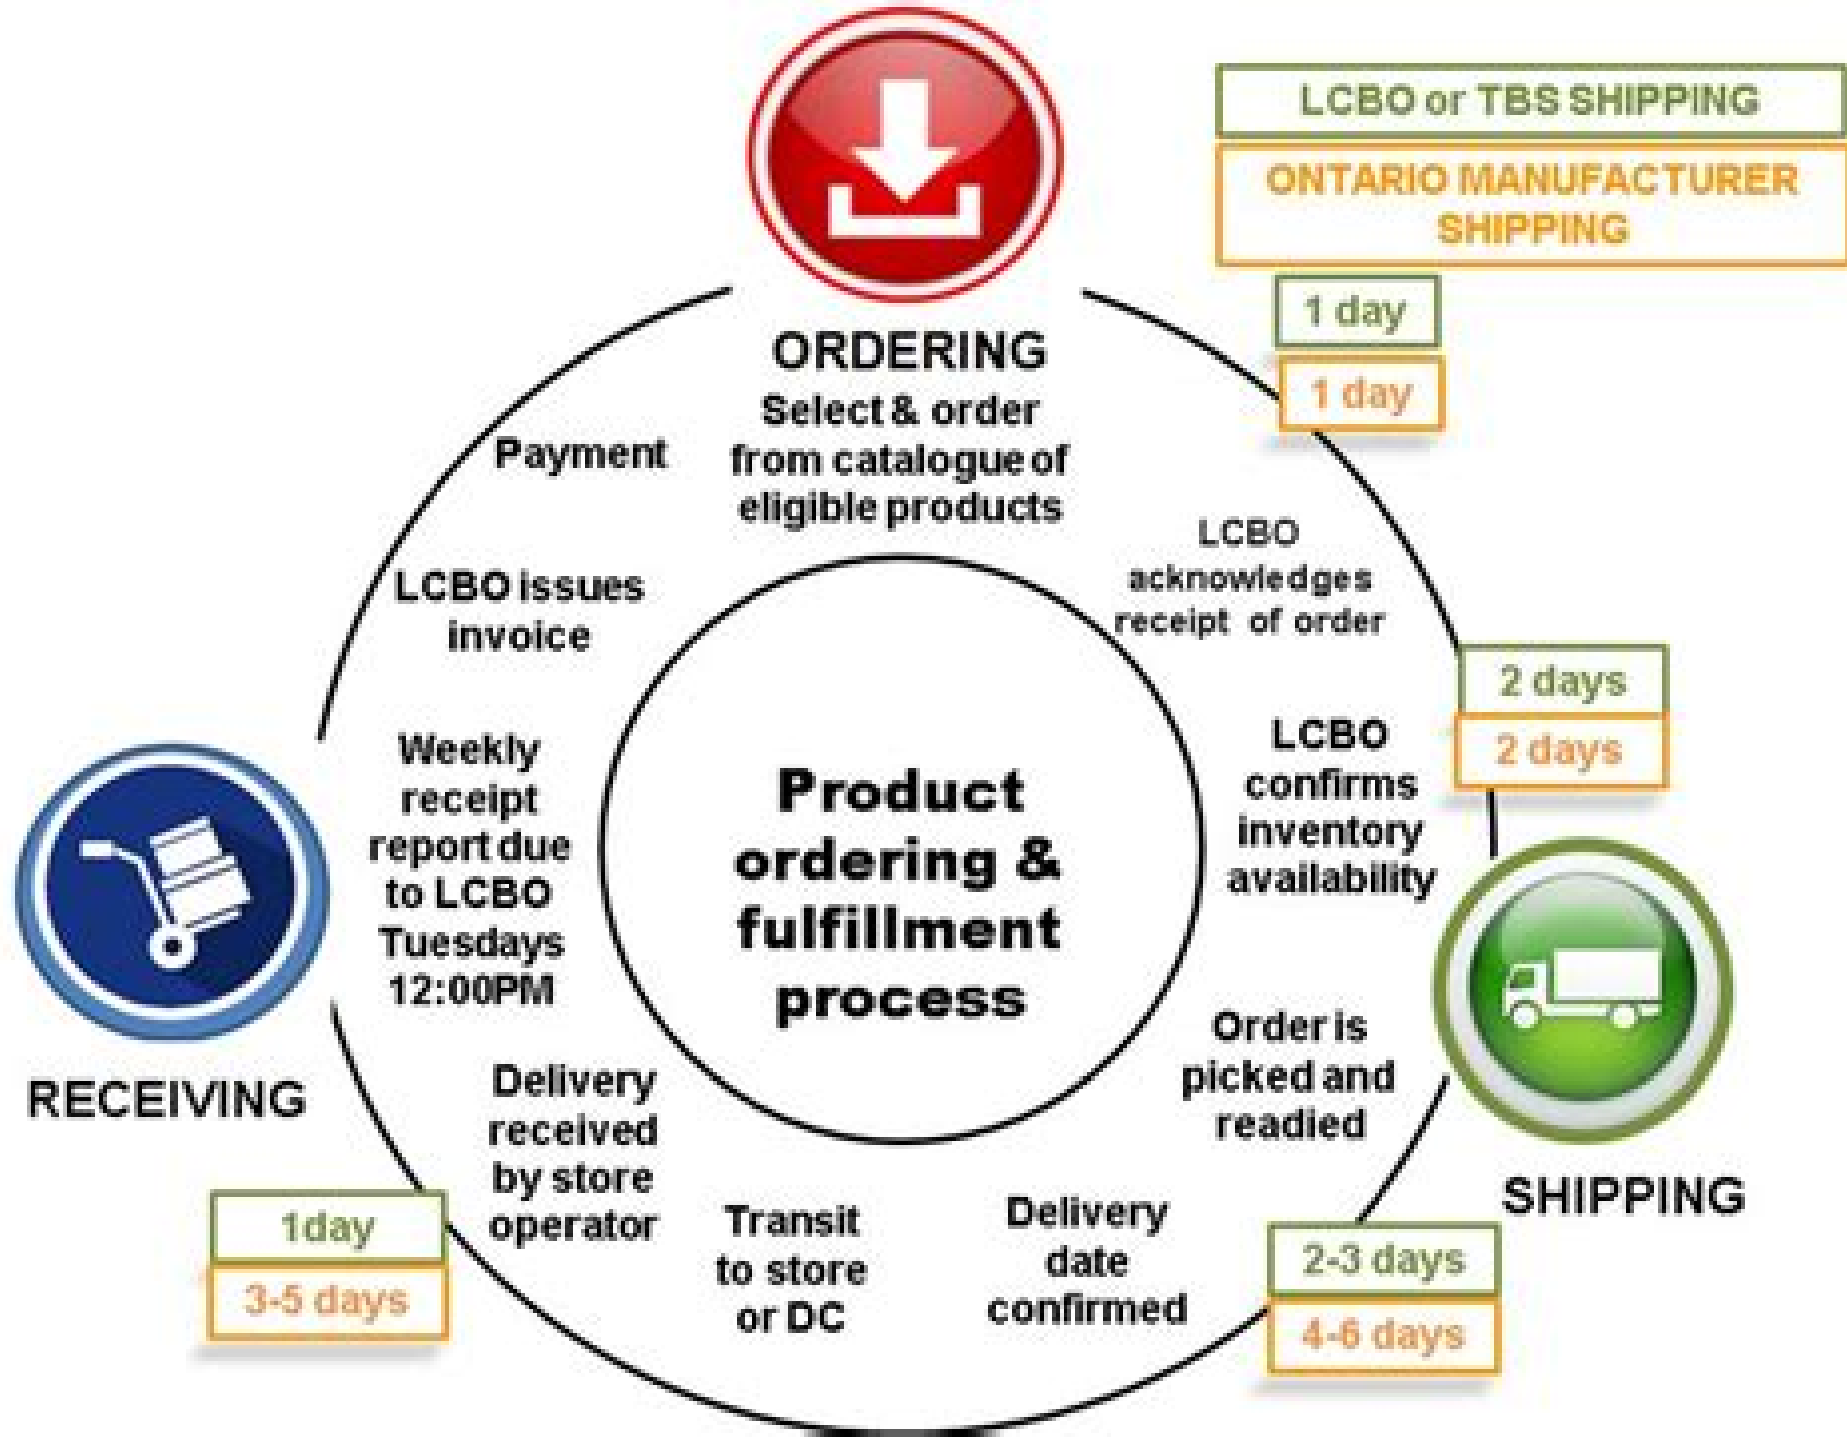 ORDERING
Select & order
from catalogue of
eligible products
LCBO or TBS SHIPPING
ONTARIO MANUFACTURER
SHIPPING
1 day
1 day
LCBO
acknowledges
receipt of order
2 days
2 days
LCBO
confirms
inventory
availability
SHIPPING
Order is
picked and
readied
2-3 days
4-6 days
Delivery
date
confirmed
Transit
to store
or DC
Delivery
received
by store
operator
1day
3-5 days
RECEIVING
Weekly
receipt
report due
to LCBO
Tuesdays
12:00PM
LCBO issues
invoice
Payment
Product
ordering &
fulfillment
process